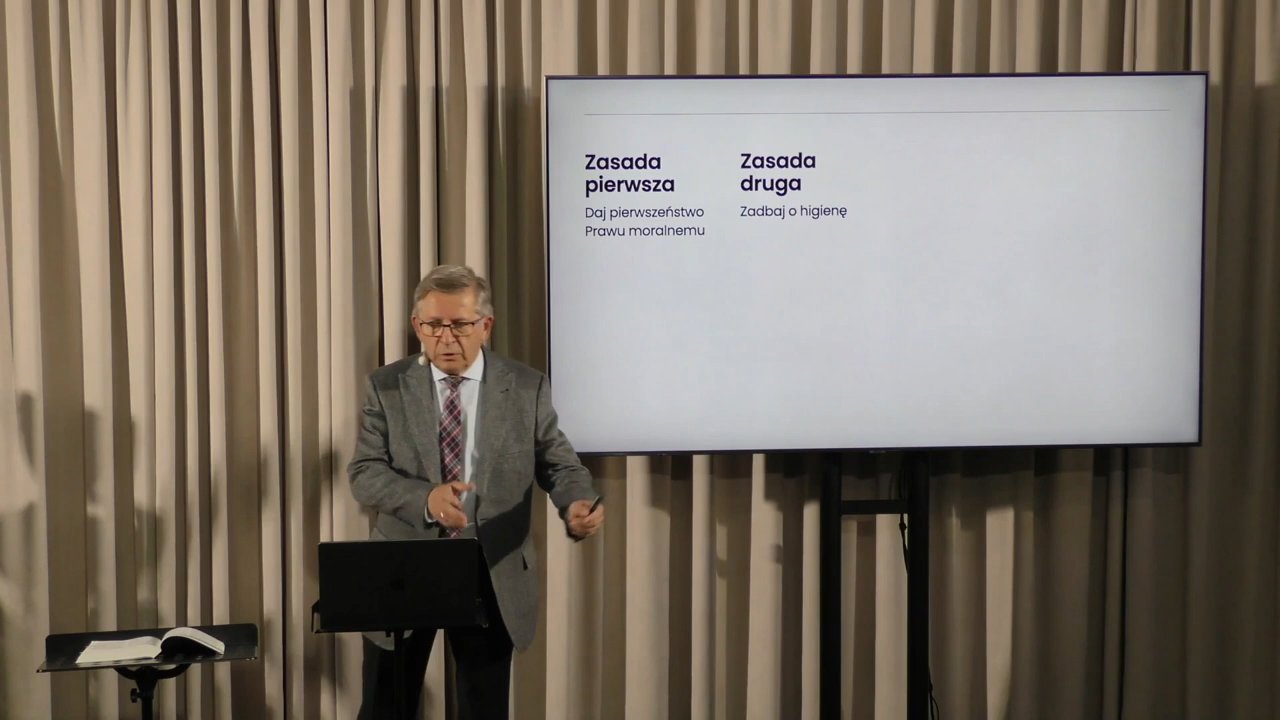 Zasada
pierwsza
Daj pierwszeństwo
Prawu moralnemu
Zasada
druga
Zadbaj o higienę